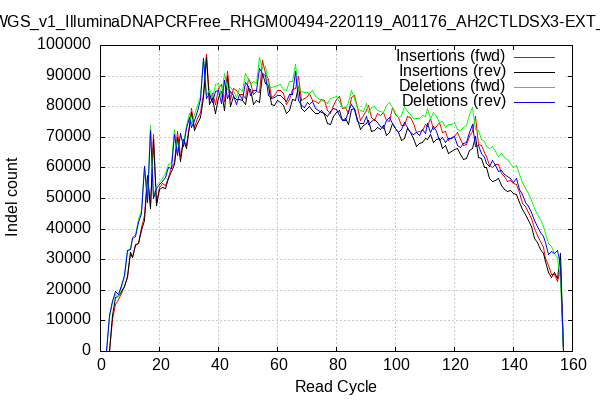 WGS_v1_IlluminaDNAPCRFree_RHGM00494-220119_A01176_AH2CTLDSX3-EXT_
Insertions (fwd)
Insertions (rev)
Deletions (fwd)
Deletions (rev)
100000
90000
80000
70000
60000
50000
40000
30000
20000
10000
0
Indel count
0 20 40 60 80 100 120 140 160
Read Cycle